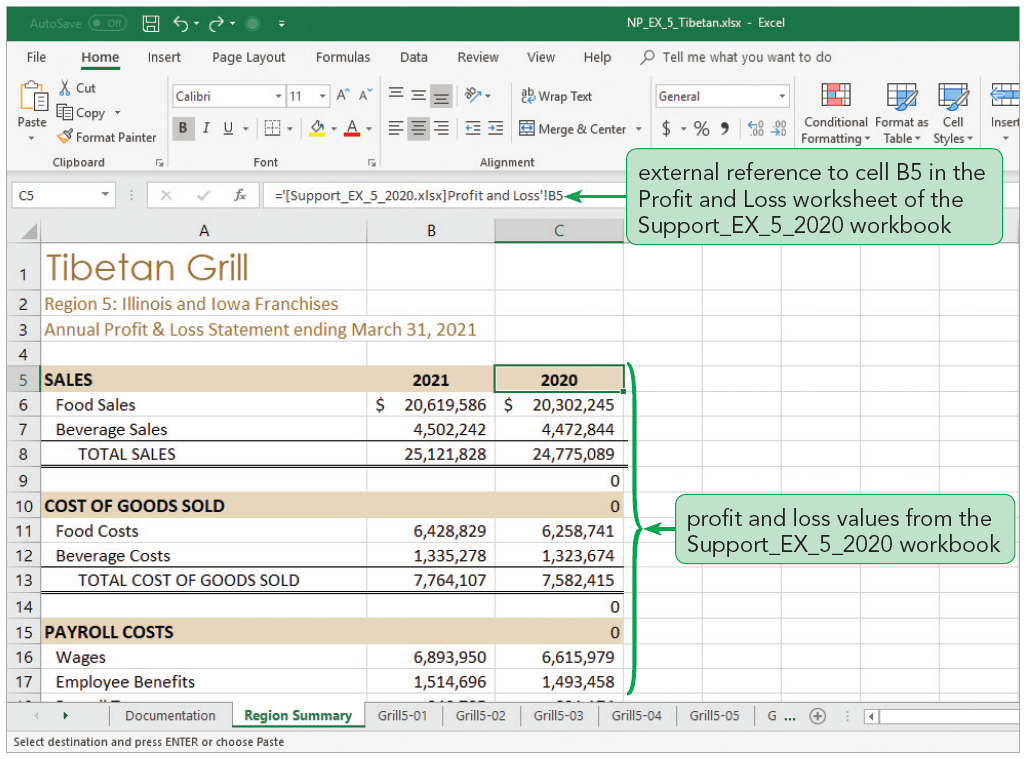 AutoSave Off NP_EX_5_Tibetan.xlsx - Excel
File Home Insert Page Layout Formulas Data Review View Help Tell me what you want to do
Paste
Cut
Copy
Format Painter
Clipboard
Calibri 11 A^ A˅
B I U A
Font
ab Wrap Text
Merge & Center
Alignment
General
$ % , .00 .00
Conditional Formatting
Format as Table
Cell Styles
Insert
external reference to cell B5 in the
Profit and Loss worksheet of the
Support_EX_5_2020 workbook
C5 fx ='[Support_EX_5_2020.xlsx]Profit and Loss'!B5
A B C
1 Tibetan Grill
2 Region 5: Illinois and Iowa Franchises
3 Annual Profit & Loss Statement ending March 31, 2021
4
5 SALES 2021 2020
6 Food Sales $ 20,619,586 $ 20,302,245
7 Beverage Sales 4,502,242 4,472,844
8 TOTAL SALES 25,121,828 24,775,089
9 0
10 COST OF GOODS SOLD 0
11 Food Costs 6,428,829 6,258,741
12 Beverage Costs 1,335,278 1,323,674
13 TOTAL COST OF GOODS SOLD 7,764,107 7,582,415
14 0
15 PAYROLL COSTS 0
16 Wages 6,893,950 6,615,979
17 Employee Benefits 1,514,696 1,493,458
profit and loss values from the
Support_EX_5_2020 workbook
Documentation Region Summary Grill5-01 Grill5-02 Grill5-03 Grill5-04 Grill5-05 G ...
Select destination and press ENTER or choose Paste